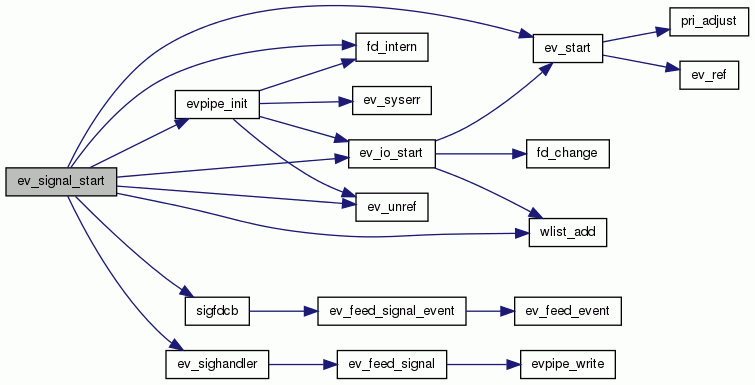 pri_adjust
fd_intern
ev_start
ev_ref
evpipe_init
ev_syserr
ev_io_start
fd_change
ev_signal_start
ev_unref
wlist_add
sigfdcb
ev_feed_signal_event
ev_feed_event
ev_sighandler
ev_feed_signal
evpipe_write